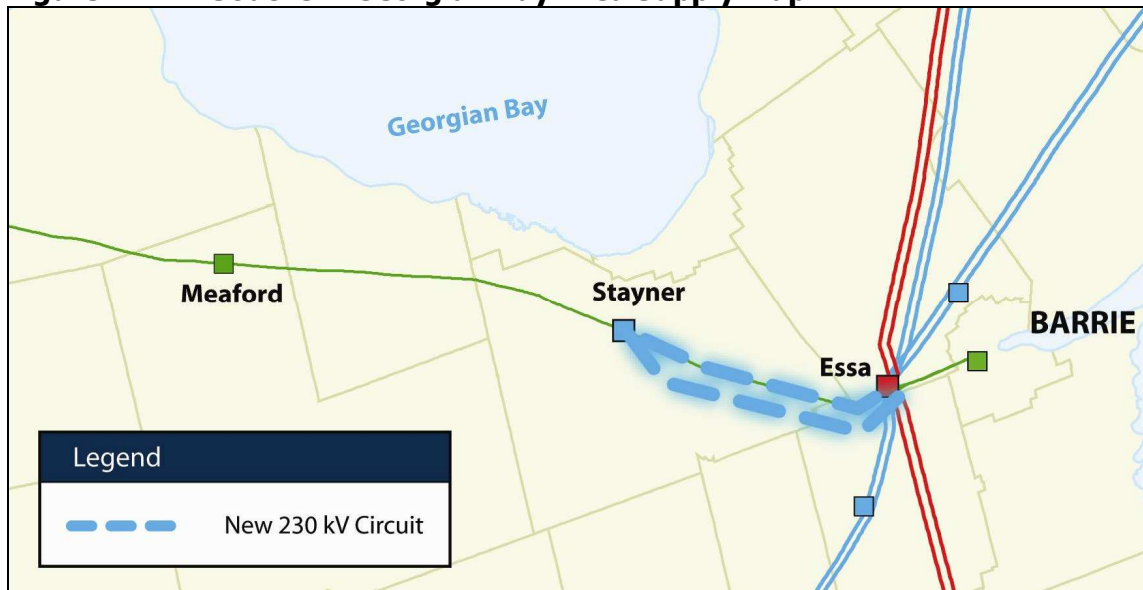 Georgian Bay
Meaford
Stayner
BARRIE
Essa
Legend
New 230 kV Circuit